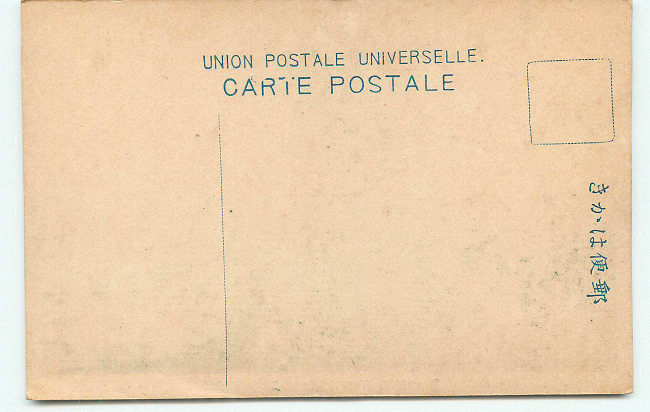 UNION POSTALE UNIVERSELLE.
CARTE POSTALE
郵便はかき